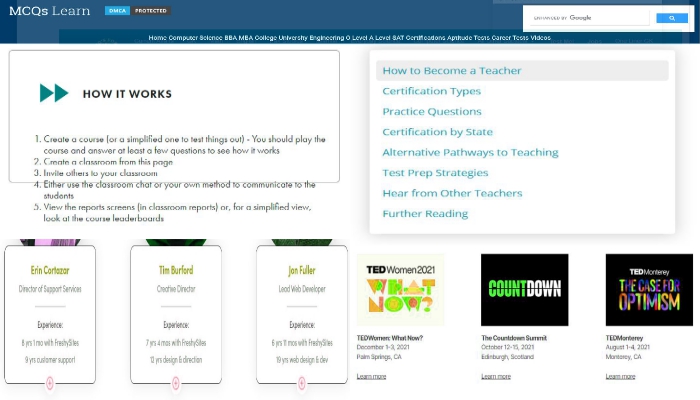 MCQs Learn
DMCA PROTECTED
ENHANCED BY Google
Home Computer Science BBA MBA College University Engineering O Level A Level SAT Certifications Aptitude Tests Career Tests Videos
HOW IT WORKS
1. Create a course (or a simplified one to test things out) - You should play the
course and answer at least a few questions to see how it works
2. Create a classroom from this page
3. Invite others to your classroom
4. Either use the classroom chat or your own method to communicate to the
students
5. View the reports screens (in classroom reports) or, for a simplified view,
look at the course leaderboards
How to Become a Teacher
Certification Types
Practice Questions
Certification by State
Alternative Pathways to Teaching
Test Prep Strategies
Hear from Other Teachers
Further Reading
Erin Cortazar
Director of Support Services
Experience:
8 yrs 1 mo with FreshySites
9 yrs customer support
Tim Burford
Creative Director
Experience:
7 yrs 4 mos with FreshySites
13 yrs design & direction
Jon Fuller
Lead Web Developer
Experience:
6 yrs 11 mos with FreshySites
19 yrs web design & dev
TEDWomen 2021
WHAT
NOW?
TEDWomen: What Now?
December 1-3, 2021
Palm Springs, CA
Learn more
COUNTDOWN
The Countdown Summit
October 12-15, 2021
Edinburgh, Scotland
Learn more
TEDMonterey
THE CASE FOR
OPTIMISM
TEDMonterey
August 1-4, 2021
Monterey, CA
Learn more